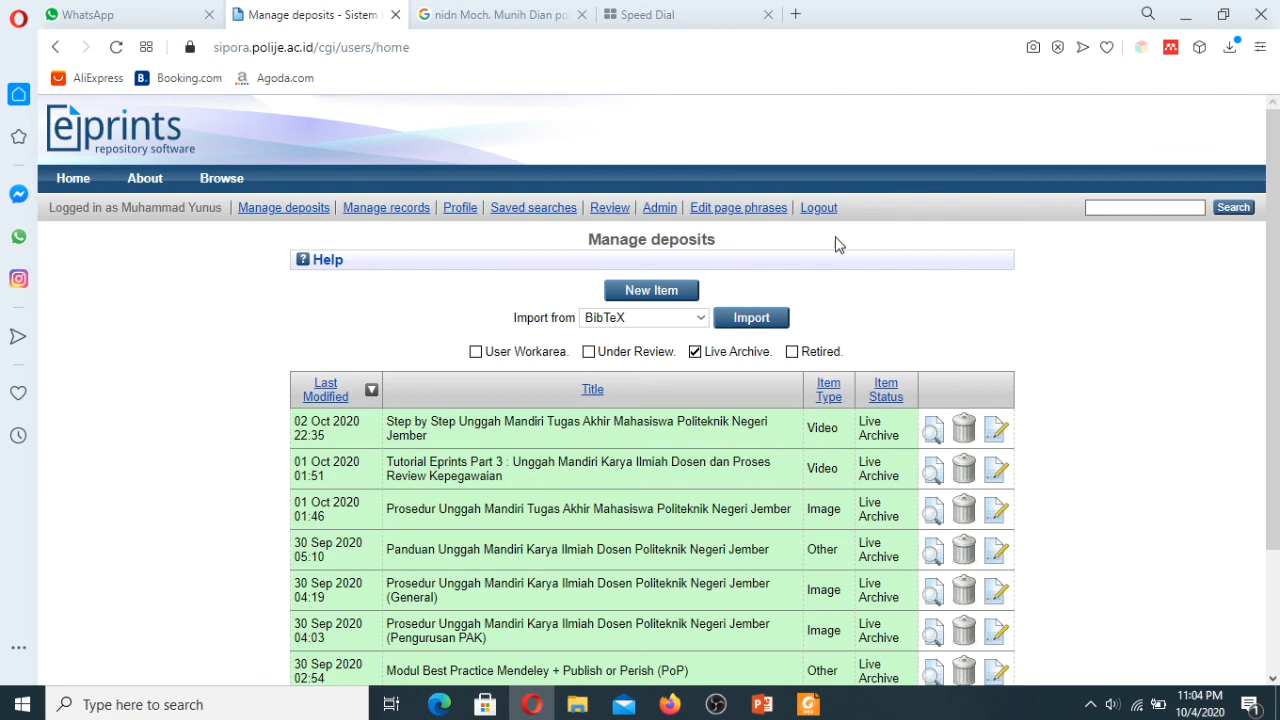 WhatsApp
Manage deposits - Sistem
nidn Moch. Munih Dian po
Speed Dial
sipora.polije.ac.id/cgi/users/home
AliExpress
Booking.com
Agoda.com
eprints
repository software
Home About Browse
Logged in as Muhammad Yunus | Manage deposits | Manage records | Profile | Saved searches | Review | Admin | Edit page phrases | Logout
Search
Manage deposits
? Help
New Item
Import from BibTeX Import
User Workarea. Under Review. Live Archive. Retired.
Last Modified Title Item Type Item Status
02 Oct 2020 22:35 Step by Step Unggah Mandiri Tugas Akhir Mahasiswa Politeknik Negeri Jember Video Live Archive
01 Oct 2020 01:51 Tutorial Eprints Part 3 : Unggah Mandiri Karya Ilmiah Dosen dan Proses Review Kepegawaian Video Live Archive
01 Oct 2020 01:46 Prosedur Unggah Mandiri Tugas Akhir Mahasiswa Politeknik Negeri Jember Image Live Archive
30 Sep 2020 05:10 Panduan Unggah Mandiri Karya Ilmiah Dosen Politeknik Negeri Jember Other Live Archive
30 Sep 2020 04:19 Prosedur Unggah Mandiri Karya Ilmiah Dosen Politeknik Negeri Jember (General) Image Live Archive
30 Sep 2020 04:03 Prosedur Unggah Mandiri Karya Ilmiah Dosen Politeknik Negeri Jember (Pengurusan PAK) Image Live Archive
30 Sep 2020 02:54 Modul Best Practice Mendeley + Publish or Perish (PoP) Other Live Archive
Type here to search
11:04 PM
10/4/2020
1